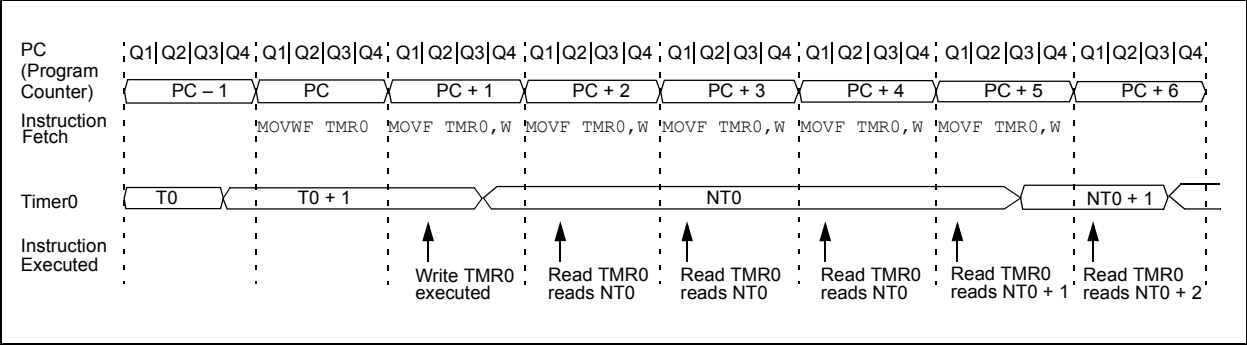 Q1|Q2|Q3|Q4 Q1|Q2|Q3|Q4 Q1|Q2|Q3|Q4 Q1|Q2|Q3|Q4 Q1|Q2|Q3|Q4 Q1|Q2|Q3|Q4 Q1|Q2|Q3|Q4 Q1|Q2|Q3|Q4
PC
(Program
Counter)
PC – 1 PC PC + 1 PC + 2 PC + 3 PC + 4 PC + 5 PC + 6
Instruction
Fetch
MOVWF TMR0 MOVF TMR0,W MOVF TMR0,W MOVF TMR0,W MOVF TMR0,W MOVF TMR0,W
Timer0
T0 T0 + 1 NT0 NT0 + 1
Instruction
Executed
Write TMR0
executed
Read TMR0
reads NT0
Read TMR0
reads NT0
Read TMR0
reads NT0
Read TMR0
reads NT0 + 1
Read TMR0
reads NT0 + 2